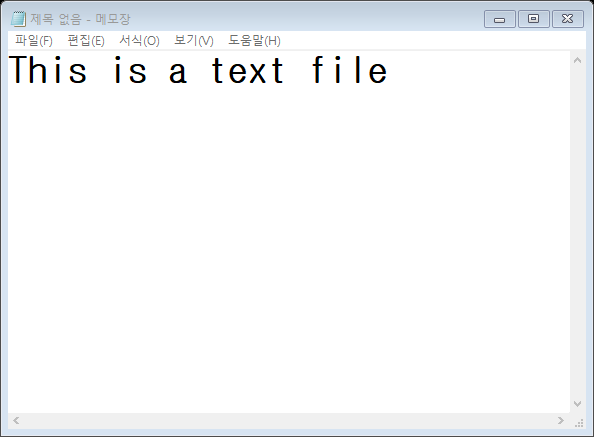 제목 없음 - 메모장
파일(F) 편집(E) 서식(O) 보기(V) 도움말(H)
This is a text file